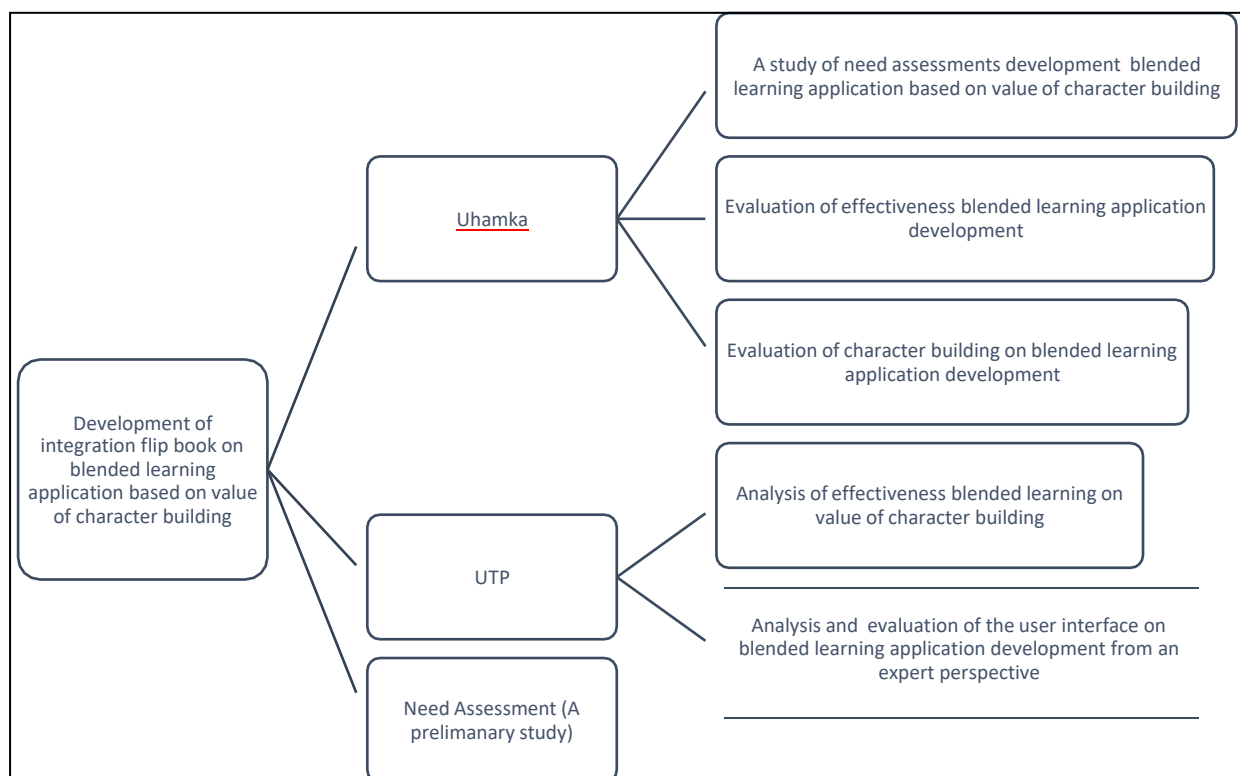 A study of need assessments development blended
learning application based on value of character building
Uhamka
Evaluation of effectiveness blended learning application
development
Evaluation of character building on blended learning
application development
Development of
integration flip book on
blended learning
application based on value
of character building
Analysis of effectiveness blended learning on
value of character building
UTP
Analysis and evaluation of the user interface on
blended learning application development from an
expert perspective
Need Assessment (A
prelimanary study)